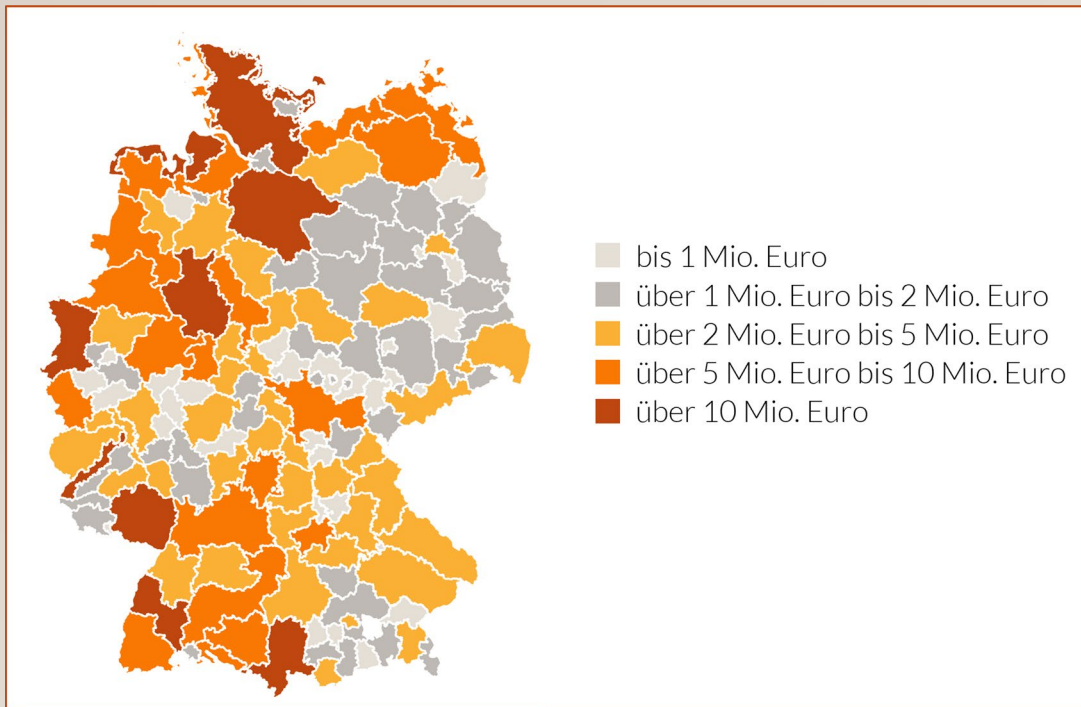 bis 1 Mio. Euro
über 1 Mio. Euro bis 2 Mio. Euro
über 2 Mio. Euro bis 5 Mio. Euro
über 5 Mio. Euro bis 10 Mio. Euro
über 10 Mio. Euro